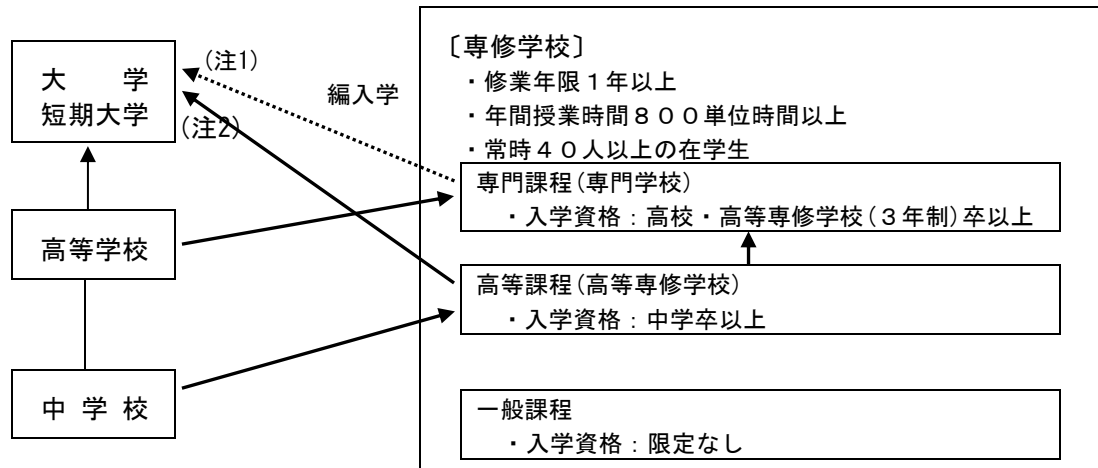 大　　学
短期大学
(注1)
(注2)
編入学
高等学校
中 学 校
〔専修学校〕
・修業年限１年以上
・年間授業時間８００単位時間以上
・常時４０人以上の在学生
専門課程(専門学校)
・入学資格：高校・高等専修学校(３年制)卒以上
高等課程(高等専修学校)
・入学資格：中学卒以上
一般課程
・入学資格：限定なし